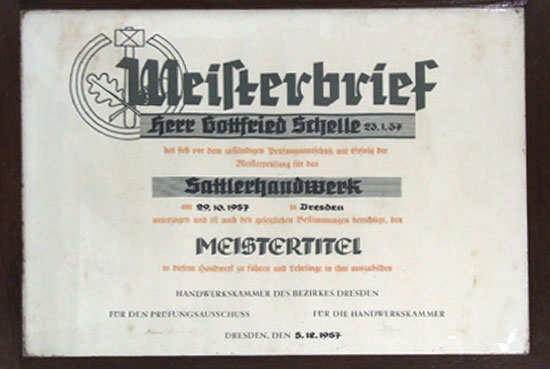 Meisterbrief
Herr Gottfried Schelle 23.1.37
hat sich vor dem zuständigen Prüfungsausschuß mit Erfolg der
Meisterprüfung für das
Sattlerhandwerk
am 29.10.1957 in Dresden
unterzogen und ist nach den gesetzlichen Bestimmungen berechtigt, den
MEISTERTITEL
in diesem Handwerk zu führen und Lehrlinge in ihm auszubilden
HANDWERKSKAMMER DES BEZIRKES DRESDEN
FÜR DEN PRÜFUNGSAUSSCHUSS FÜR DIE HANDWERKSKAMMER
DRESDEN, DEN 5.12.1957